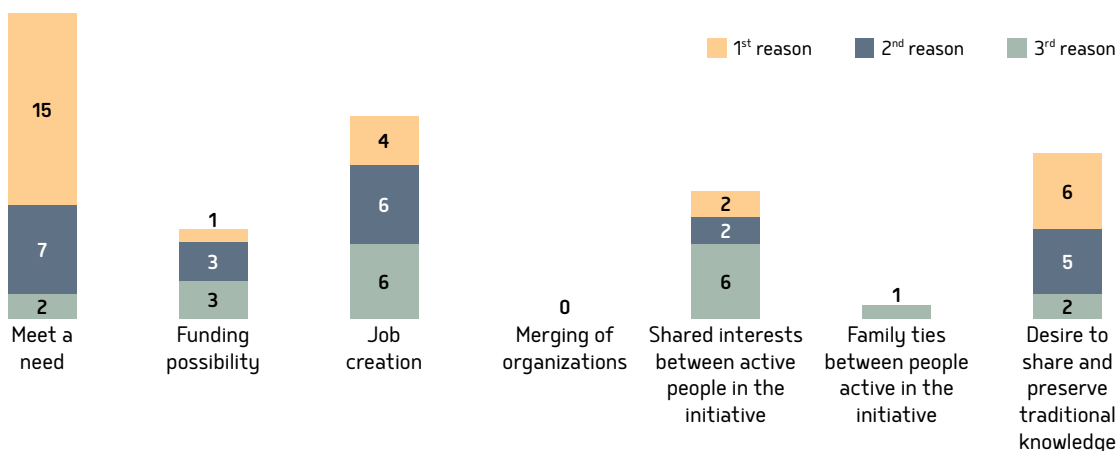 1st reason
2nd reason
3rd reason
15
7
2
Meet a
need
1
3
3
Funding
possibility
4
6
6
Job
creation
0
Merging of
organizations
2
2
6
Shared interests
between active
people in the
initiative
1
Family ties
between people
active in the
initiative
6
5
2
Desire to
share and
preserve
traditional
knowledge